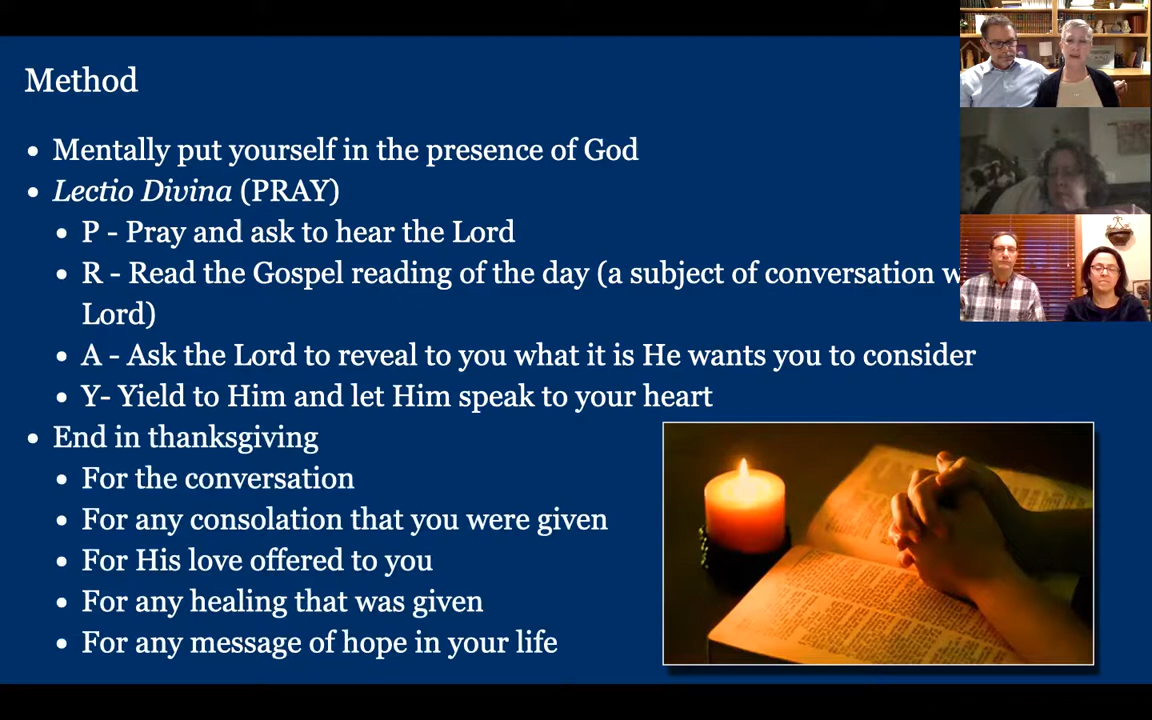 Method
• Mentally put yourself in the presence of God
• Lectio Divina (PRAY)
• P - Pray and ask to hear the Lord
• R - Read the Gospel reading of the day (a subject of conversation
Lord)
• A - Ask the Lord to reveal to you what it is He wants you to consider
• Y- Yield to Him and let Him speak to your heart
• End in thanksgiving
• For the conversation
• For any consolation that you were given
• For His love offered to you
• For any healing that was given
• For any message of hope in your life